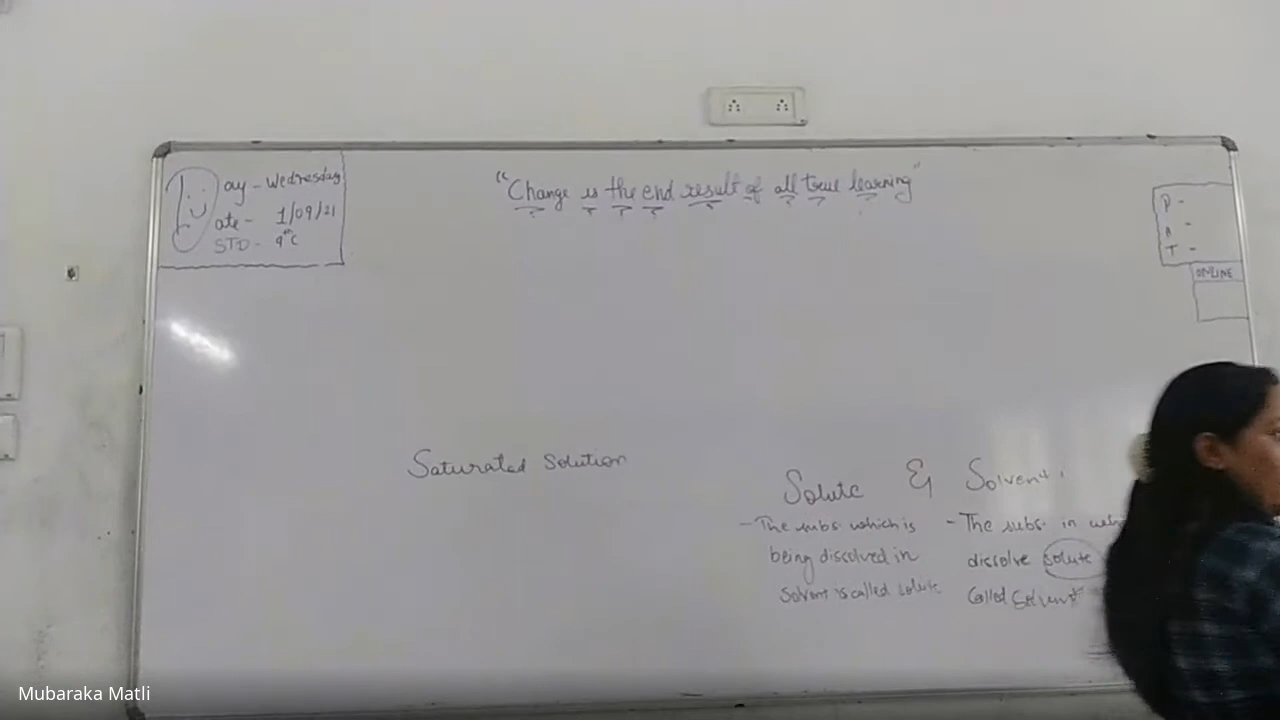 Day - Wednesday
Date - 1/09/21
STD - 9th C
"Change is the end result of all true learning"
P -
A -
T -
ONLINE
Saturated Solution
Solute & Solvent
- The subs. which is
being dissolved in
solvent is called solute
- The subs. in
dissolve solute
called solvent
Mubaraka Matli